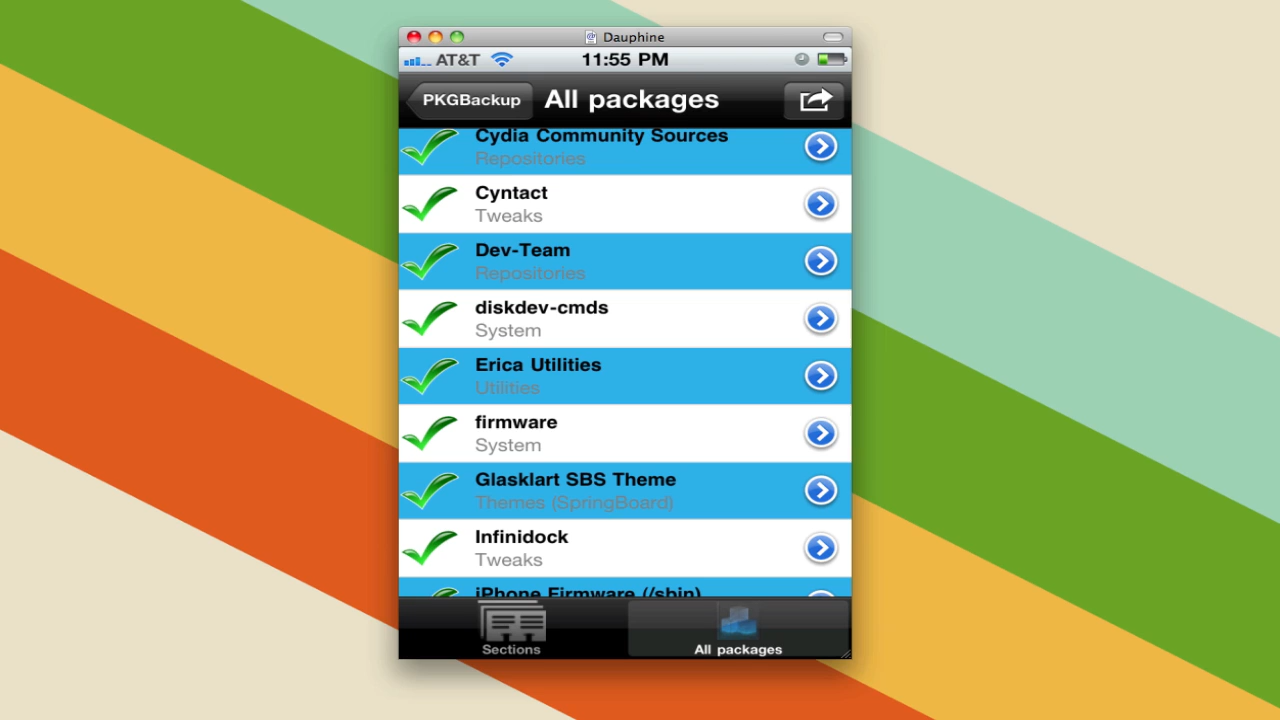 Dauphine
AT&T 11:55 PM
PKGBackup All packages
Cydia Community Sources
Repositories
Cyntact
Tweaks
Dev-Team
Repositories
diskdev-cmds
System
Erica Utilities
Utilities
firmware
System
Glasklart SBS Theme
Themes (SpringBoard)
Infinidock
Tweaks
iPhone Firmware (/sbin)
Sections All packages